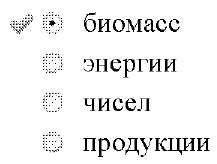 биомасс
энергии
чисел
продукции